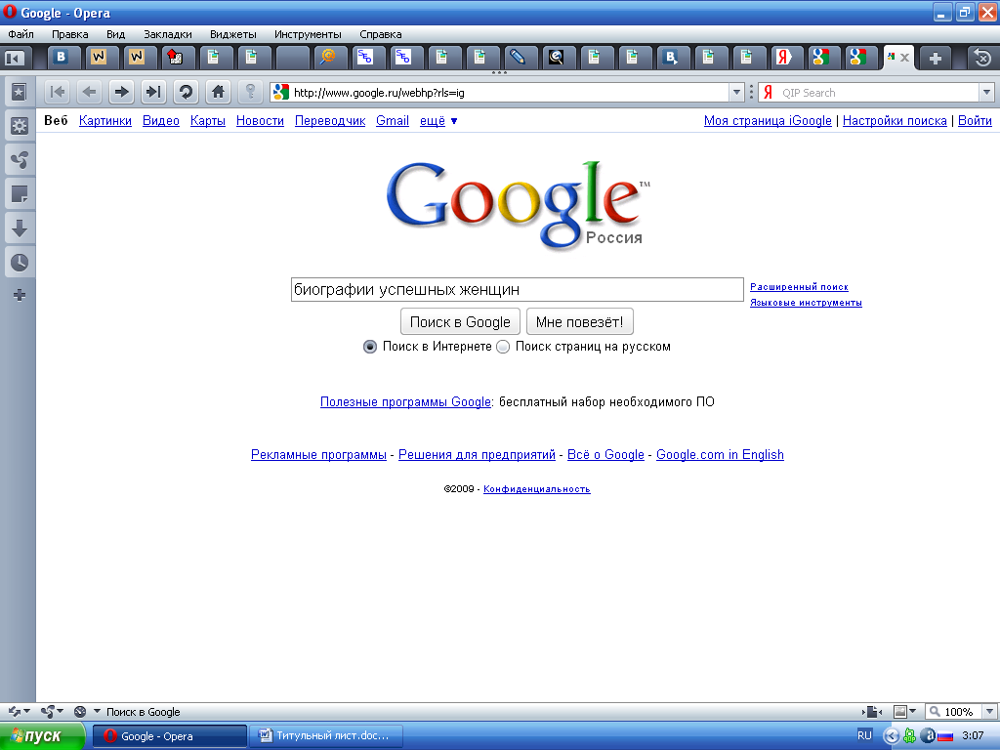 Google - Opera
Файл Правка Вид Закладки Виджеты Инструменты Справка
http://www.google.ru/webhp?rls=ig QIP Search
Веб Картинки Видео Карты Новости Переводчик Gmail ещё ▼ Моя страница iGoogle | Настройки поиска | Войти
Google™
Россия
биографии успешных женщин
Расширенный поиск
Языковые инструменты
Поиск в Google Мне повезёт!
Поиск в Интернете Поиск страниц на русском
Полезные программы Google: бесплатный набор необходимого ПО
Рекламные программы - Решения для предприятий - Всё о Google - Google.com in English
©2009 - Конфиденциальность
Поиск в Google 100%
пуск Google - Opera Титульный лист.doc... RU 3:07